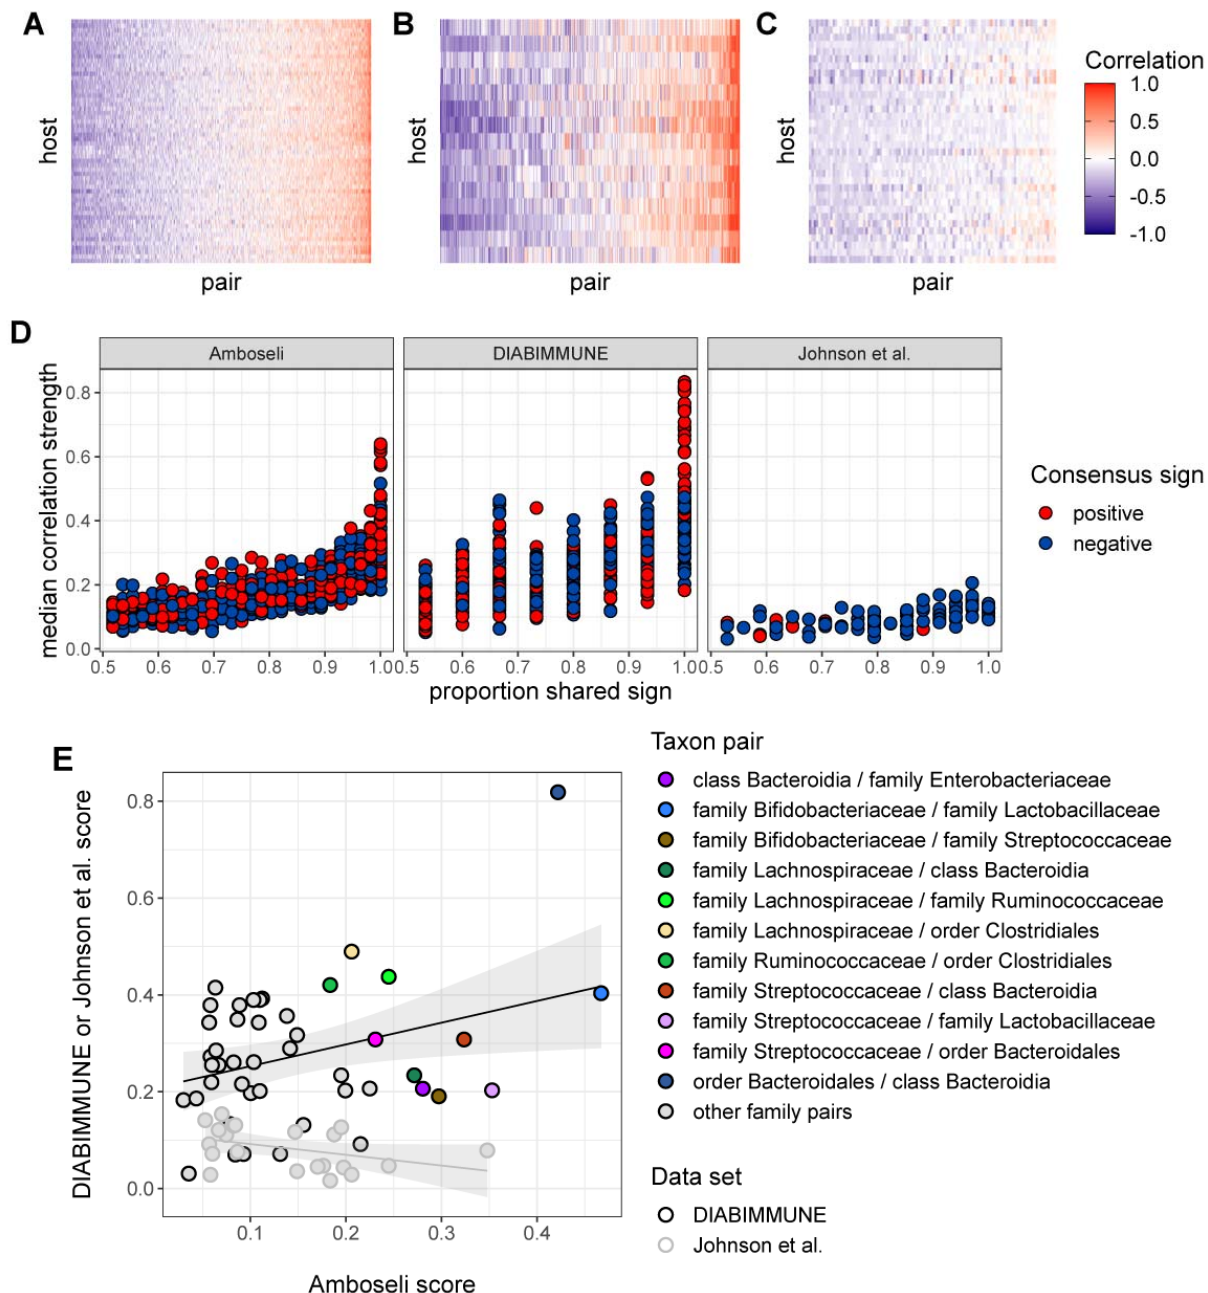 A
B
C
host
host
host
pair
pair
pair
Correlation
1.0
0.5
0.0
-0.5
-1.0
D
Amboseli
DIABIMMUNE
Johnson et al.
median correlation strength
0.8
0.6
0.4
0.2
0.0
0.5 0.6 0.7 0.8 0.9 1.0
0.5 0.6 0.7 0.8 0.9 1.0
0.5 0.6 0.7 0.8 0.9 1.0
proportion shared sign
Consensus sign
positive
negative
E
DIABIMMUNE or Johnson et al. score
0.8
0.6
0.4
0.2
0.0
0.1 0.2 0.3 0.4
Amboseli score
Taxon pair
class Bacteroidia / family Enterobacteriaceae
family Bifidobacteriaceae / family Lactobacillaceae
family Bifidobacteriaceae / family Streptococcaceae
family Lachnospiraceae / class Bacteroidia
family Lachnospiraceae / family Ruminococcaceae
family Lachnospiraceae / order Clostridiales
family Ruminococcaceae / order Clostridiales
family Streptococcaceae / class Bacteroidia
family Streptococcaceae / family Lactobacillaceae
family Streptococcaceae / order Bacteroidales
order Bacteroidales / class Bacteroidia
other family pairs
Data set
DIABIMMUNE
Johnson et al.